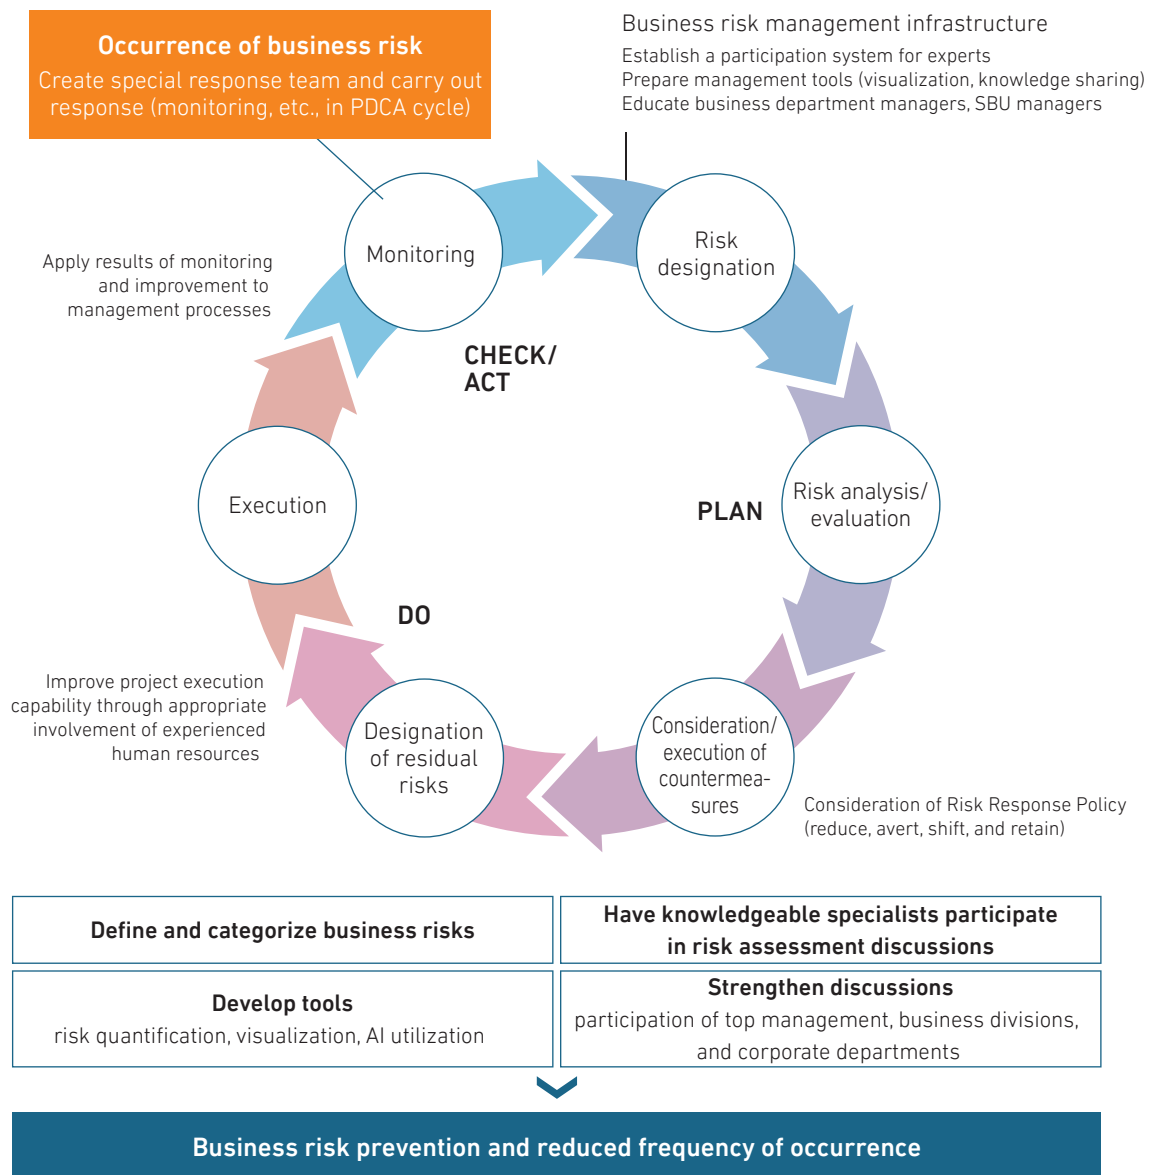 Occurrence of business risk
Create special response team and carry out
response (monitoring, etc., in PDCA cycle)
Business risk management infrastructure
Establish a participation system for experts
Prepare management tools (visualization, knowledge sharing)
Educate business department managers, SBU managers
Monitoring
Risk
designation
Apply results of monitoring
and improvement to
management processes
CHECK/
ACT
Execution
PLAN
Risk analysis/
evaluation
DO
Improve project execution
capability through appropriate
involvement of experienced
human resources
Designation
of residual
risks
Consideration/
execution of
countermea-
sures
Consideration of Risk Response Policy
(reduce, avert, shift, and retain)
Define and categorize business risks
Have knowledgeable specialists participate
in risk assessment discussions
Develop tools
risk quantification, visualization, AI utilization
Strengthen discussions
participation of top management, business divisions,
and corporate departments
Business risk prevention and reduced frequency of occurrence